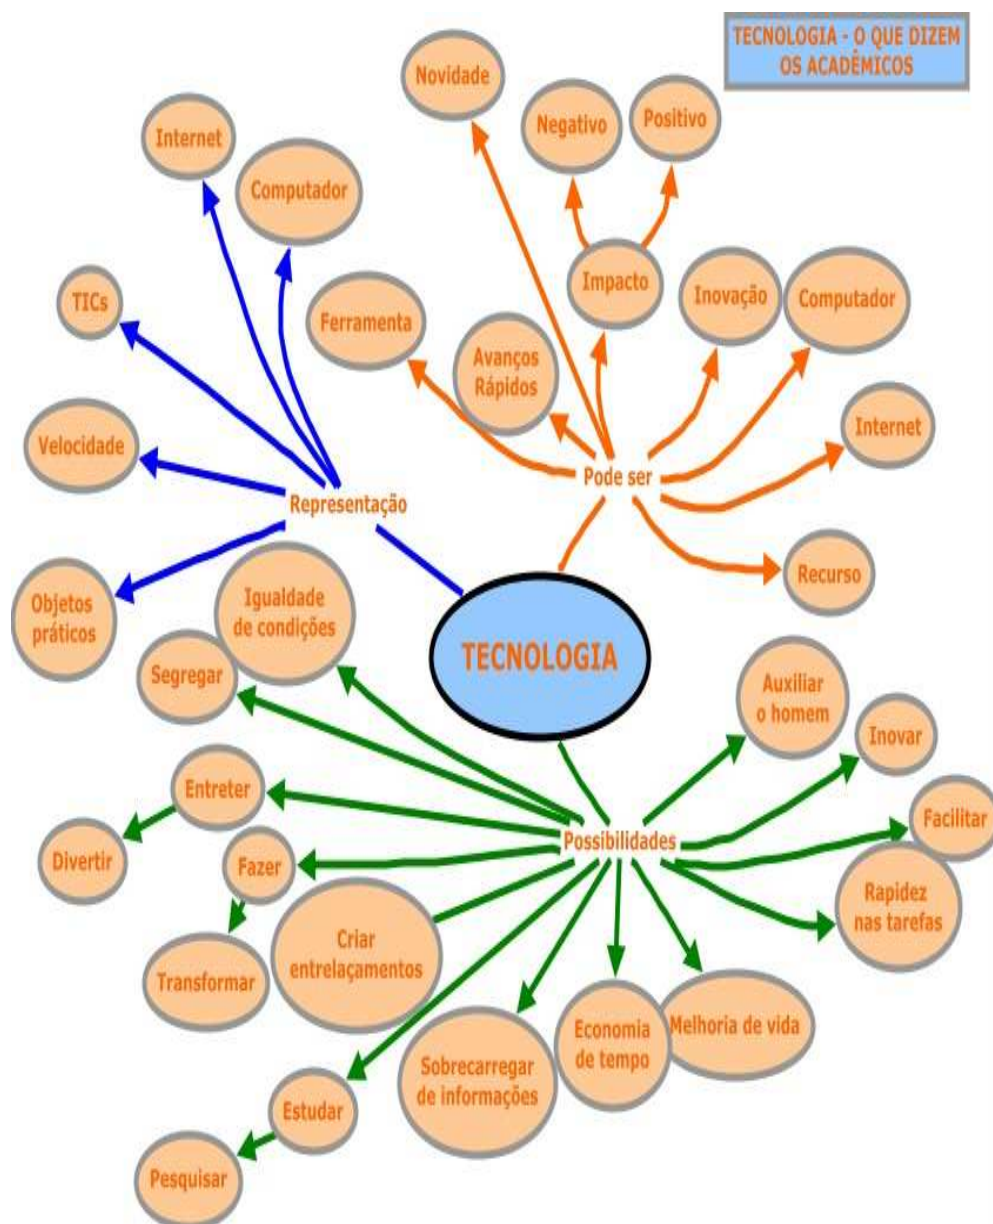 TECNOLOGIA - O QUE DIZEM
OS ACADÊMICOS
Novidade
Negativo
Positivo
Internet
Computador
Impacto
Inovação
Computador
TICs
Ferramenta
Avanços
Rápidos
Velocidade
Internet
Pode ser
Representação
Recurso
Objetos
práticos
Igualdade
de condições
TECNOLOGIA
Segregar
Auxiliar
o homem
Inovar
Entreter
Facilitar
Possibilidades
Divertir
Fazer
Rapidez
nas tarefas
Criar
entrelaçamentos
Transformar
Economia
de tempo
Melhoria de vida
Sobrecarregar
de informações
Estudar
Pesquisar